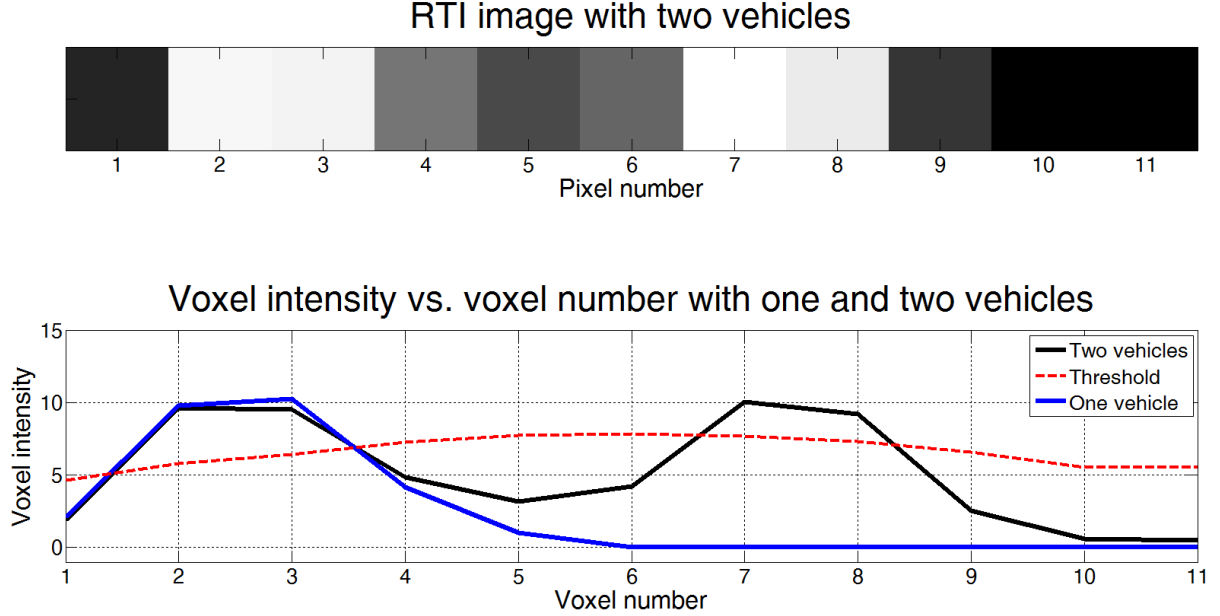 RTI image with two vehicles
1 2 3 4 5 6 7 8 9 10 11
Pixel number
Voxel intensity vs. voxel number with one and two vehicles
Voxel intensity
15
10
5
0
Two vehicles
Threshold
One vehicle
1 2 3 4 5 6 7 8 9 10 11
Voxel number